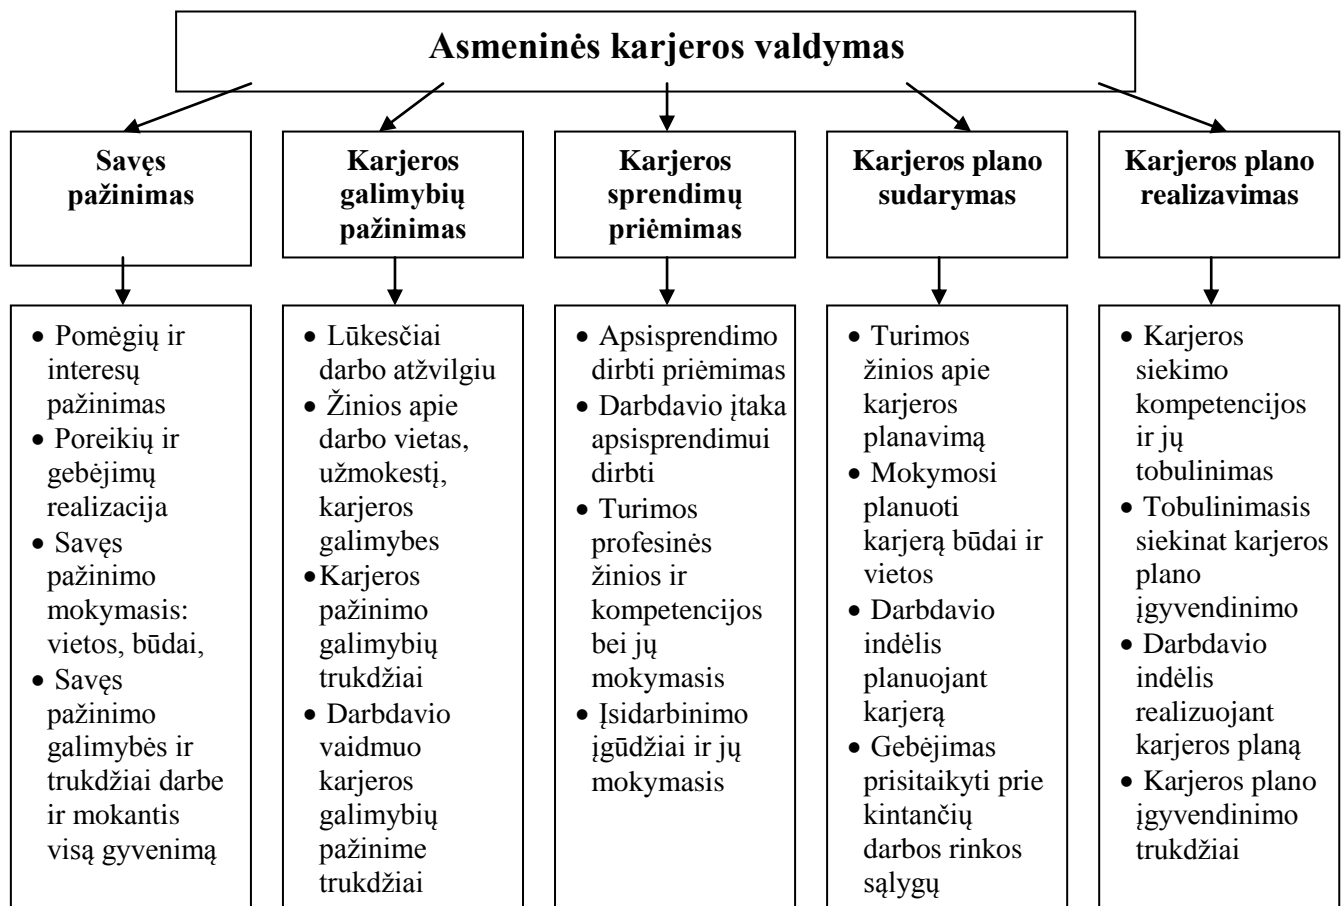 Asmeninės karjeros valdymas
Savęs
pažinimas
Karjeros
galimybių
pažinimas
Karjeros
sprendimų
priėmimas
Karjeros plano
sudarymas
Karjeros plano
realizavimas
• Pomėgių ir
interesų
pažinimas
• Poreikių ir
gebėjimų
realizacija
• Savęs
pažinimo
mokymasis:
vietos, būdai,
• Savęs
pažinimo
galimybės ir
trukdžiai darbe
ir mokantis
visą gyvenimą
• Lūkesčiai
darbo atžvilgiu
• Žinios apie
darbo vietas,
užmokestį,
karjeros
galimybes
• Karjeros
pažinimo
galimybių
trukdžiai
• Darbdavio
vaidmuo
karjeros
galimybių
pažinime
trukdžiai
• Apsisprendimo
dirbti priėmimas
• Darbdavio įtaka
apsisprendimui
dirbti
• Turimos
profesinės
žinios ir
kompetencijos
bei jų
mokymasis
• Įsidarbinimo
įgūdžiai ir jų
mokymasis
• Turimos
žinios apie
karjeros
planavimą
• Mokymosi
planuoti
karjerą būdai ir
vietos
• Darbdavio
indėlis
planuojant
karjerą
• Gebėjimas
prisitaikyti prie
kintančių
darbos rinkos
sąlygų
• Karjeros
siekimo
kompetencijos
ir jų
tobulinimas
• Tobulinimasis
siekinat karjeros
plano
įgyvendinimo
• Darbdavio
indėlis
realizuojant
karjeros planą
• Karjeros plano
įgyvendinimo
trukdžiai